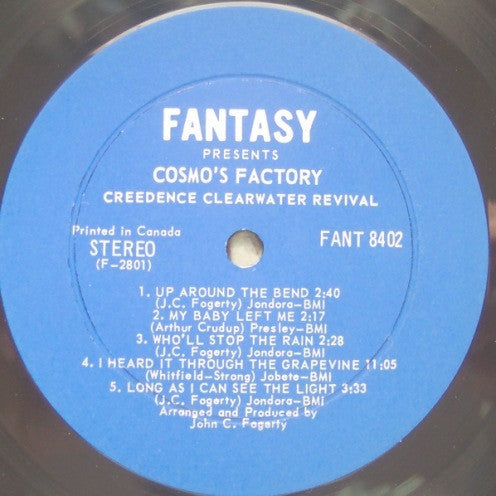 FANTASY
PRESENTS
COSMO'S FACTORY
CREEDENCE CLEARWATER REVIVAL
Printed in Canada
STEREO
(F-2801)
FANT 8402
1. UP AROUND THE BEND 2:40
(J.C. Fogerty) Jondora-BMI
2. MY BABY LEFT ME 2:17
(Arthur Crudup) Presley-BMI
3. WHO'LL STOP THE RAIN 2:28
(J.C. Fogerty) Jondora-BMI
4. I HEARD IT THROUGH THE GRAPEVINE 11:05
(Whitfield-Strong) Jobete-BMI
5. LONG AS I CAN SEE THE LIGHT 3:33
(J.C. Fogerty) Jondora-BMI
Arranged and Produced by
John C. Fogerty